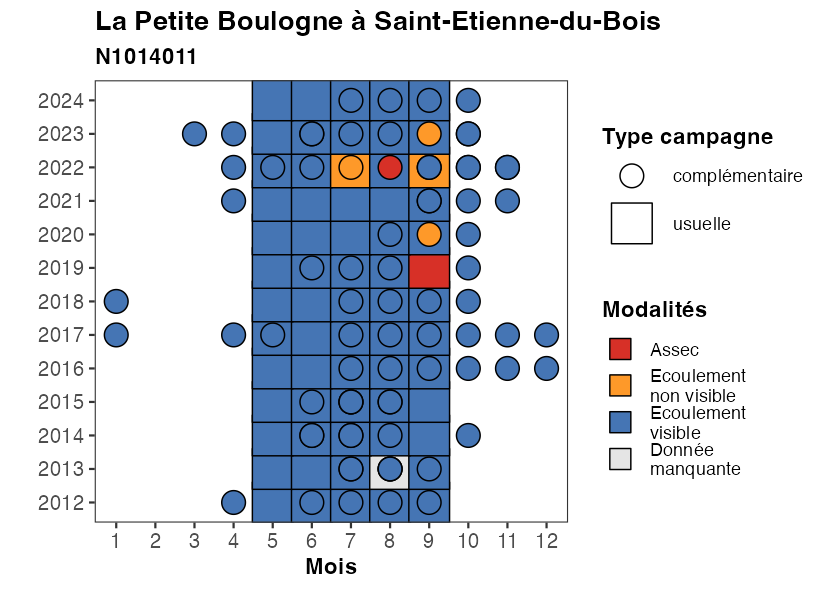 La Petite Boulogne à Saint-Etienne-du-Bois
N1014011
2024
2023
2022
2021
2020
2019
2018
2017
2016
2015
2014
2013
2012
1 2 3 4 5 6 7 8 9 10 11 12
Mois
Type campagne
complémentaire
usuelle
Modalités
Assec
Ecoulement
non visible
Ecoulement
visible
Donnée
manquante